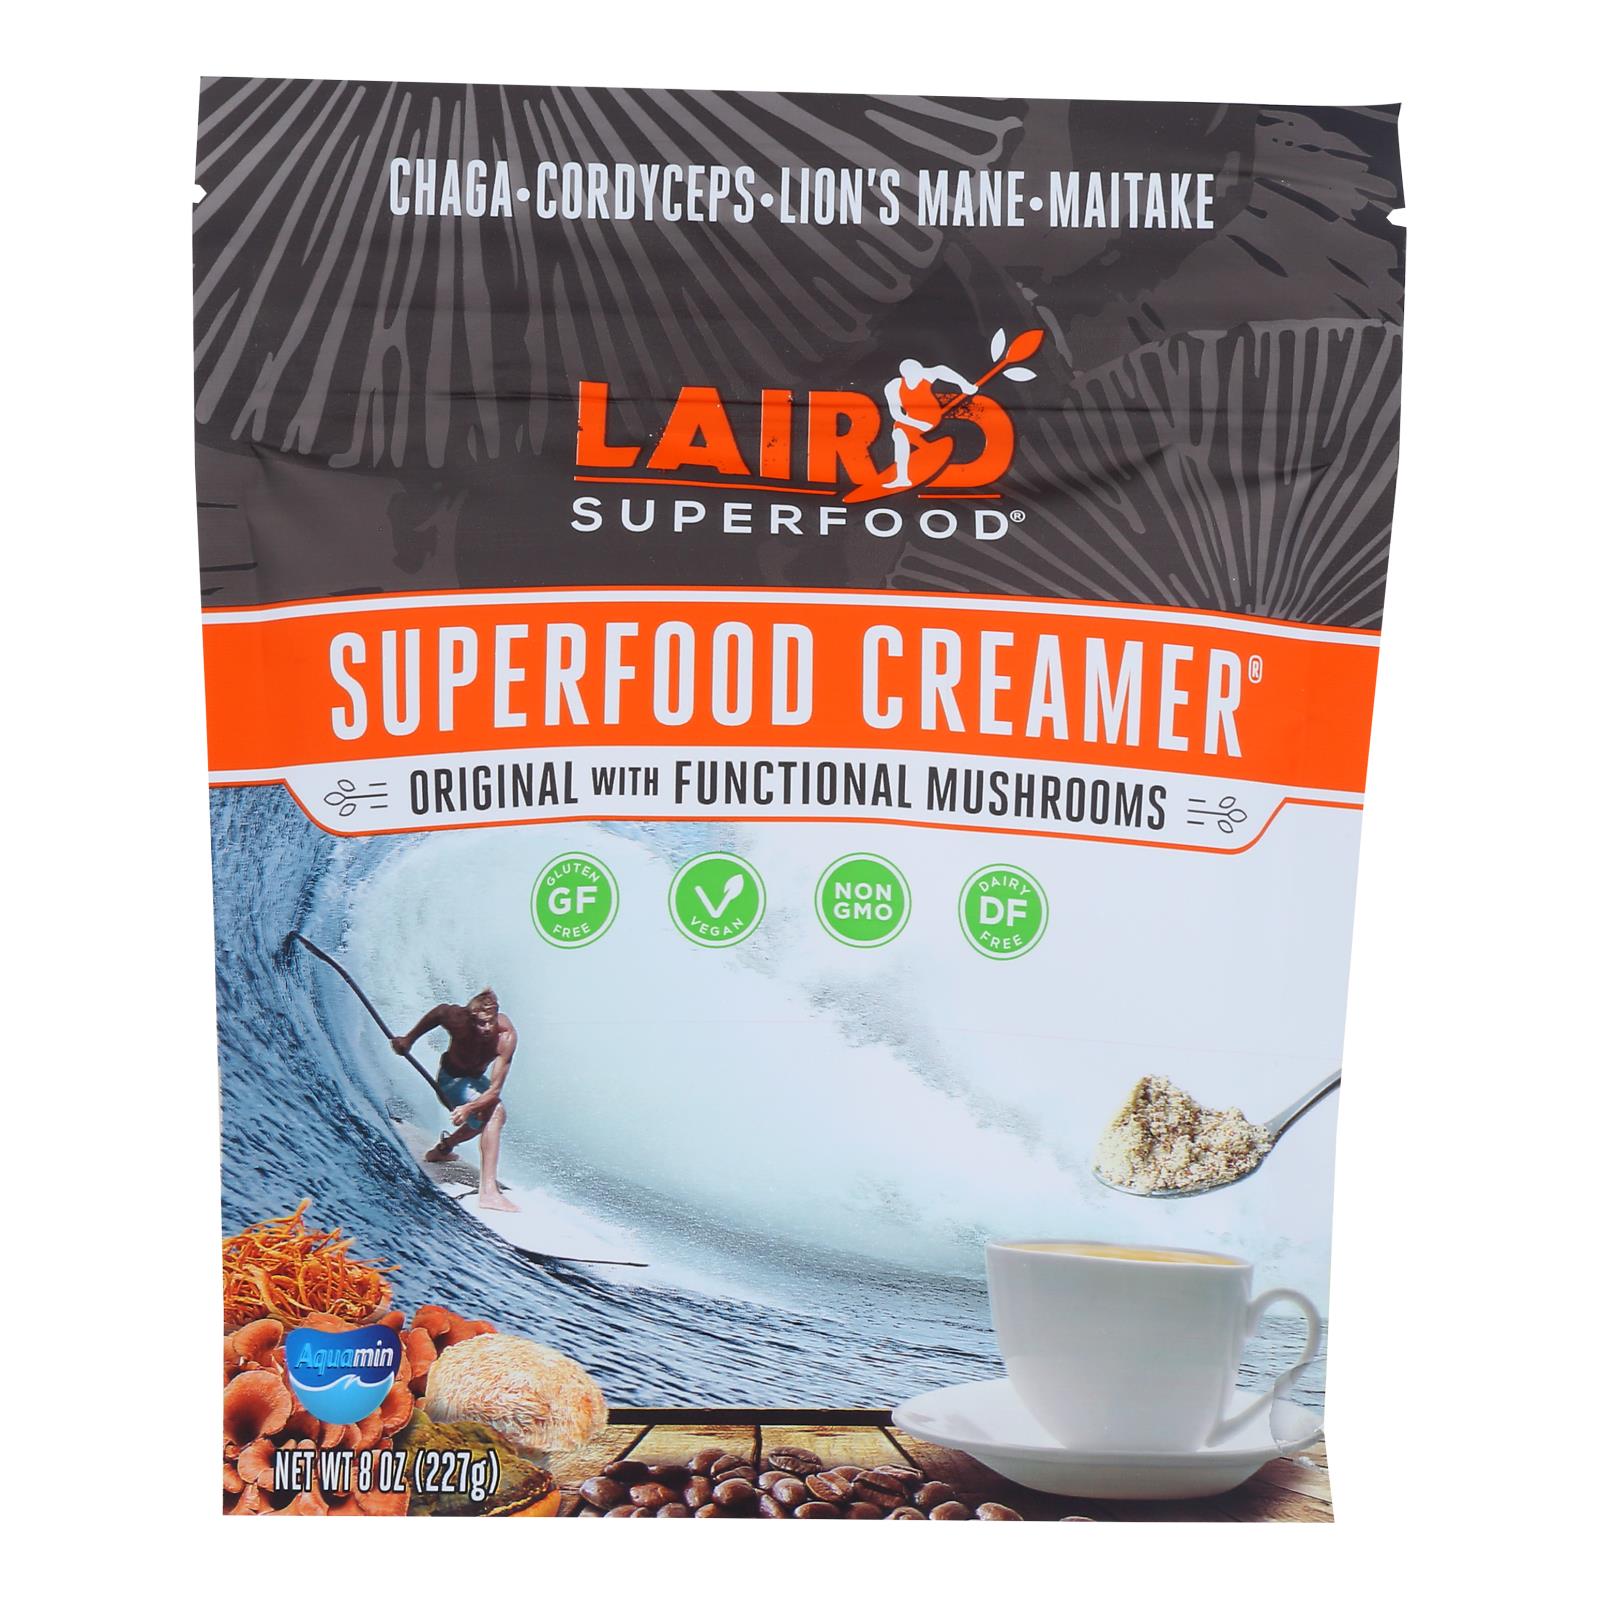 CHAGA•CORDYCEPS•LION'S MANE•MAITAKE
LAIRD
SUPERFOOD®
SUPERFOOD CREAMER®
ORIGINAL WITH FUNCTIONAL MUSHROOMS
GLUTEN
GF
FREE
VEGAN
NON
GMO
DAIRY
DF
FREE
Aquamin
NET WT 8 OZ (227g)